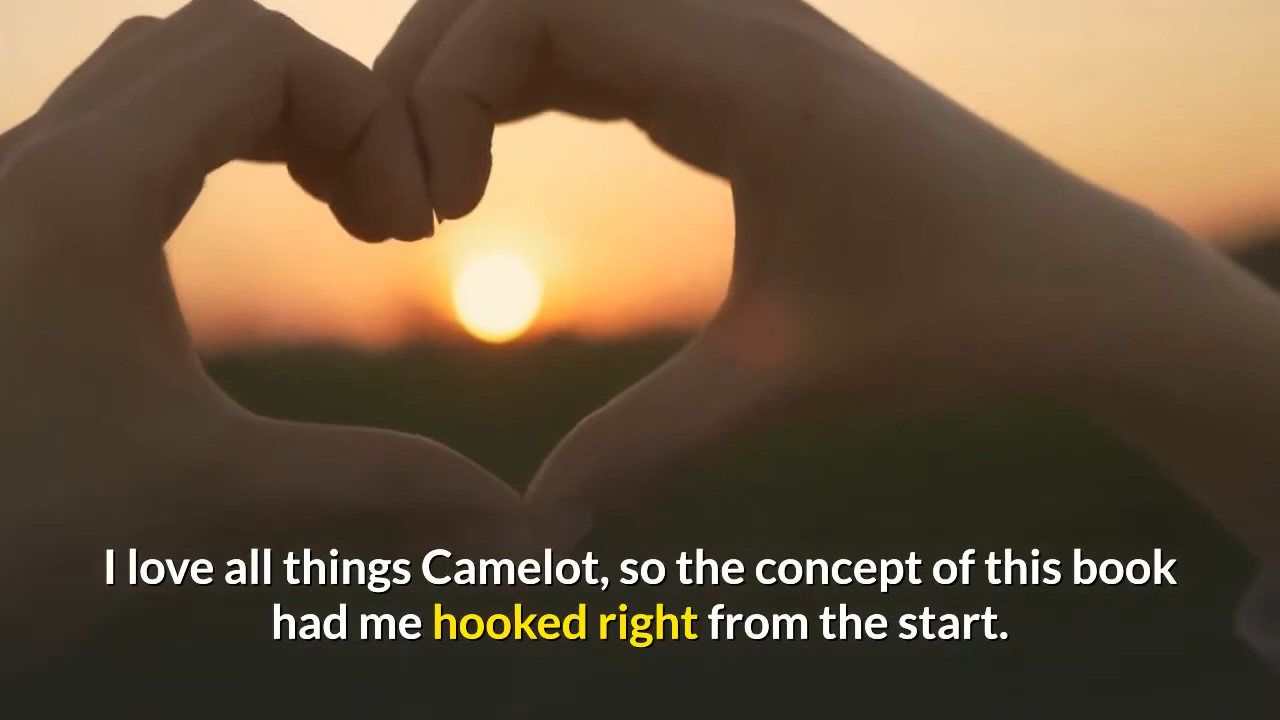 I love all things Camelot, so the concept of this book
had me hooked right from the start.